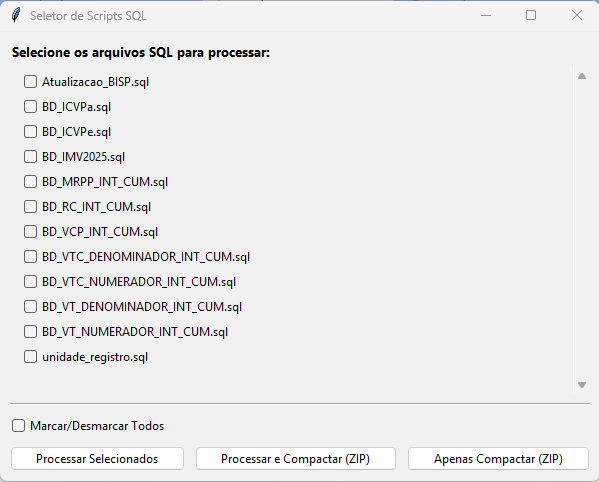 Seletor de Scripts SQL
Selecione os arquivos SQL para processar:
Atualizacao_BISP.sql
BD_ICVPa.sql
BD_ICVPe.sql
BD_IMV2025.sql
BD_MRPP_INT_CUM.sql
BD_RC_INT_CUM.sql
BD_VCP_INT_CUM.sql
BD_VTC_DENOMINADOR_INT_CUM.sql
BD_VTC_NUMERADOR_INT_CUM.sql
BD_VT_DENOMINADOR_INT_CUM.sql
BD_VT_NUMERADOR_INT_CUM.sql
unidade_registro.sql
Marcar/Desmarcar Todos
Processar Selecionados
Processar e Compactar (ZIP)
Apenas Compactar (ZIP)